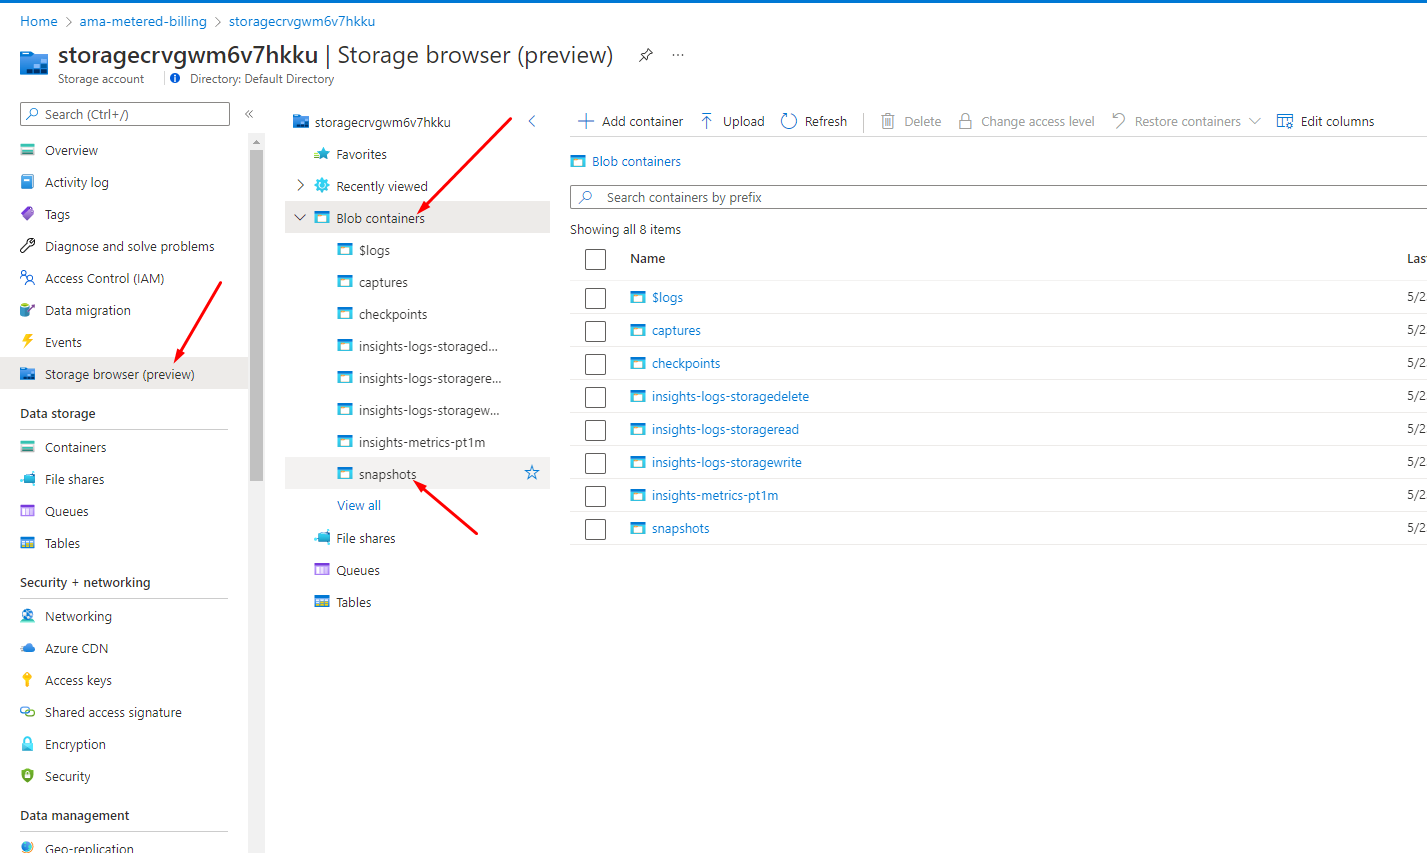 Home > ama-metered-billing > storagecrvgwm6v7hkku
storagecrvgwm6v7hkku | Storage browser (preview) ...
Storage account Directory: Default Directory
Search (Ctrl+/) «
Overview
Activity log
Tags
Diagnose and solve problems
Access Control (IAM)
Data migration
Events
Storage browser (preview)
Data storage
Containers
File shares
Queues
Tables
Security + networking
Networking
Azure CDN
Access keys
Shared access signature
Encryption
Security
Data management
Geo-replication
storagecrvgwm6v7hkku
Favorites
Recently viewed
Blob containers
$logs
captures
checkpoints
insights-logs-storaged...
insights-logs-storagere...
insights-logs-storagew...
insights-metrics-pt1m
snapshots
View all
File shares
Queues
Tables
Add container Upload Refresh Delete Change access level Restore containers Edit columns
Blob containers
Search containers by prefix
Showing all 8 items
Name Las
$logs 5/2
captures 5/2
checkpoints 5/2
insights-logs-storagedelete 5/2
insights-logs-storageread 5/2
insights-logs-storagewrite 5/2
insights-metrics-pt1m 5/2
snapshots 5/2